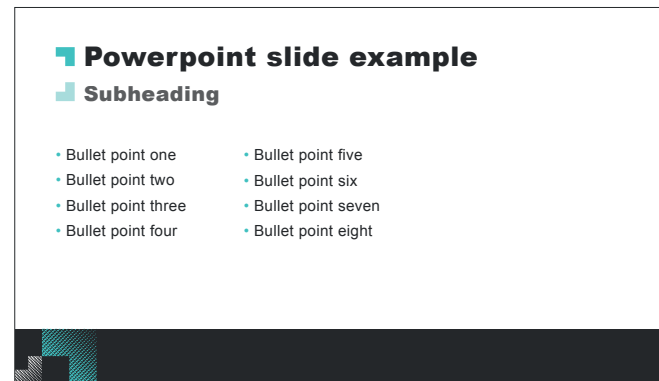 Powerpoint slide example
Subheading
• Bullet point one
• Bullet point two
• Bullet point three
• Bullet point four
• Bullet point five
• Bullet point six
• Bullet point seven
• Bullet point eight